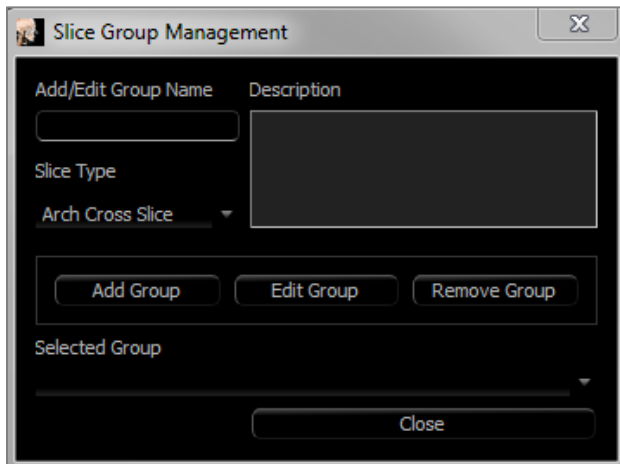 Slice Group Management
Add/Edit Group Name
Description
Slice Type
Arch Cross Slice
Add Group
Edit Group
Remove Group
Selected Group
Close